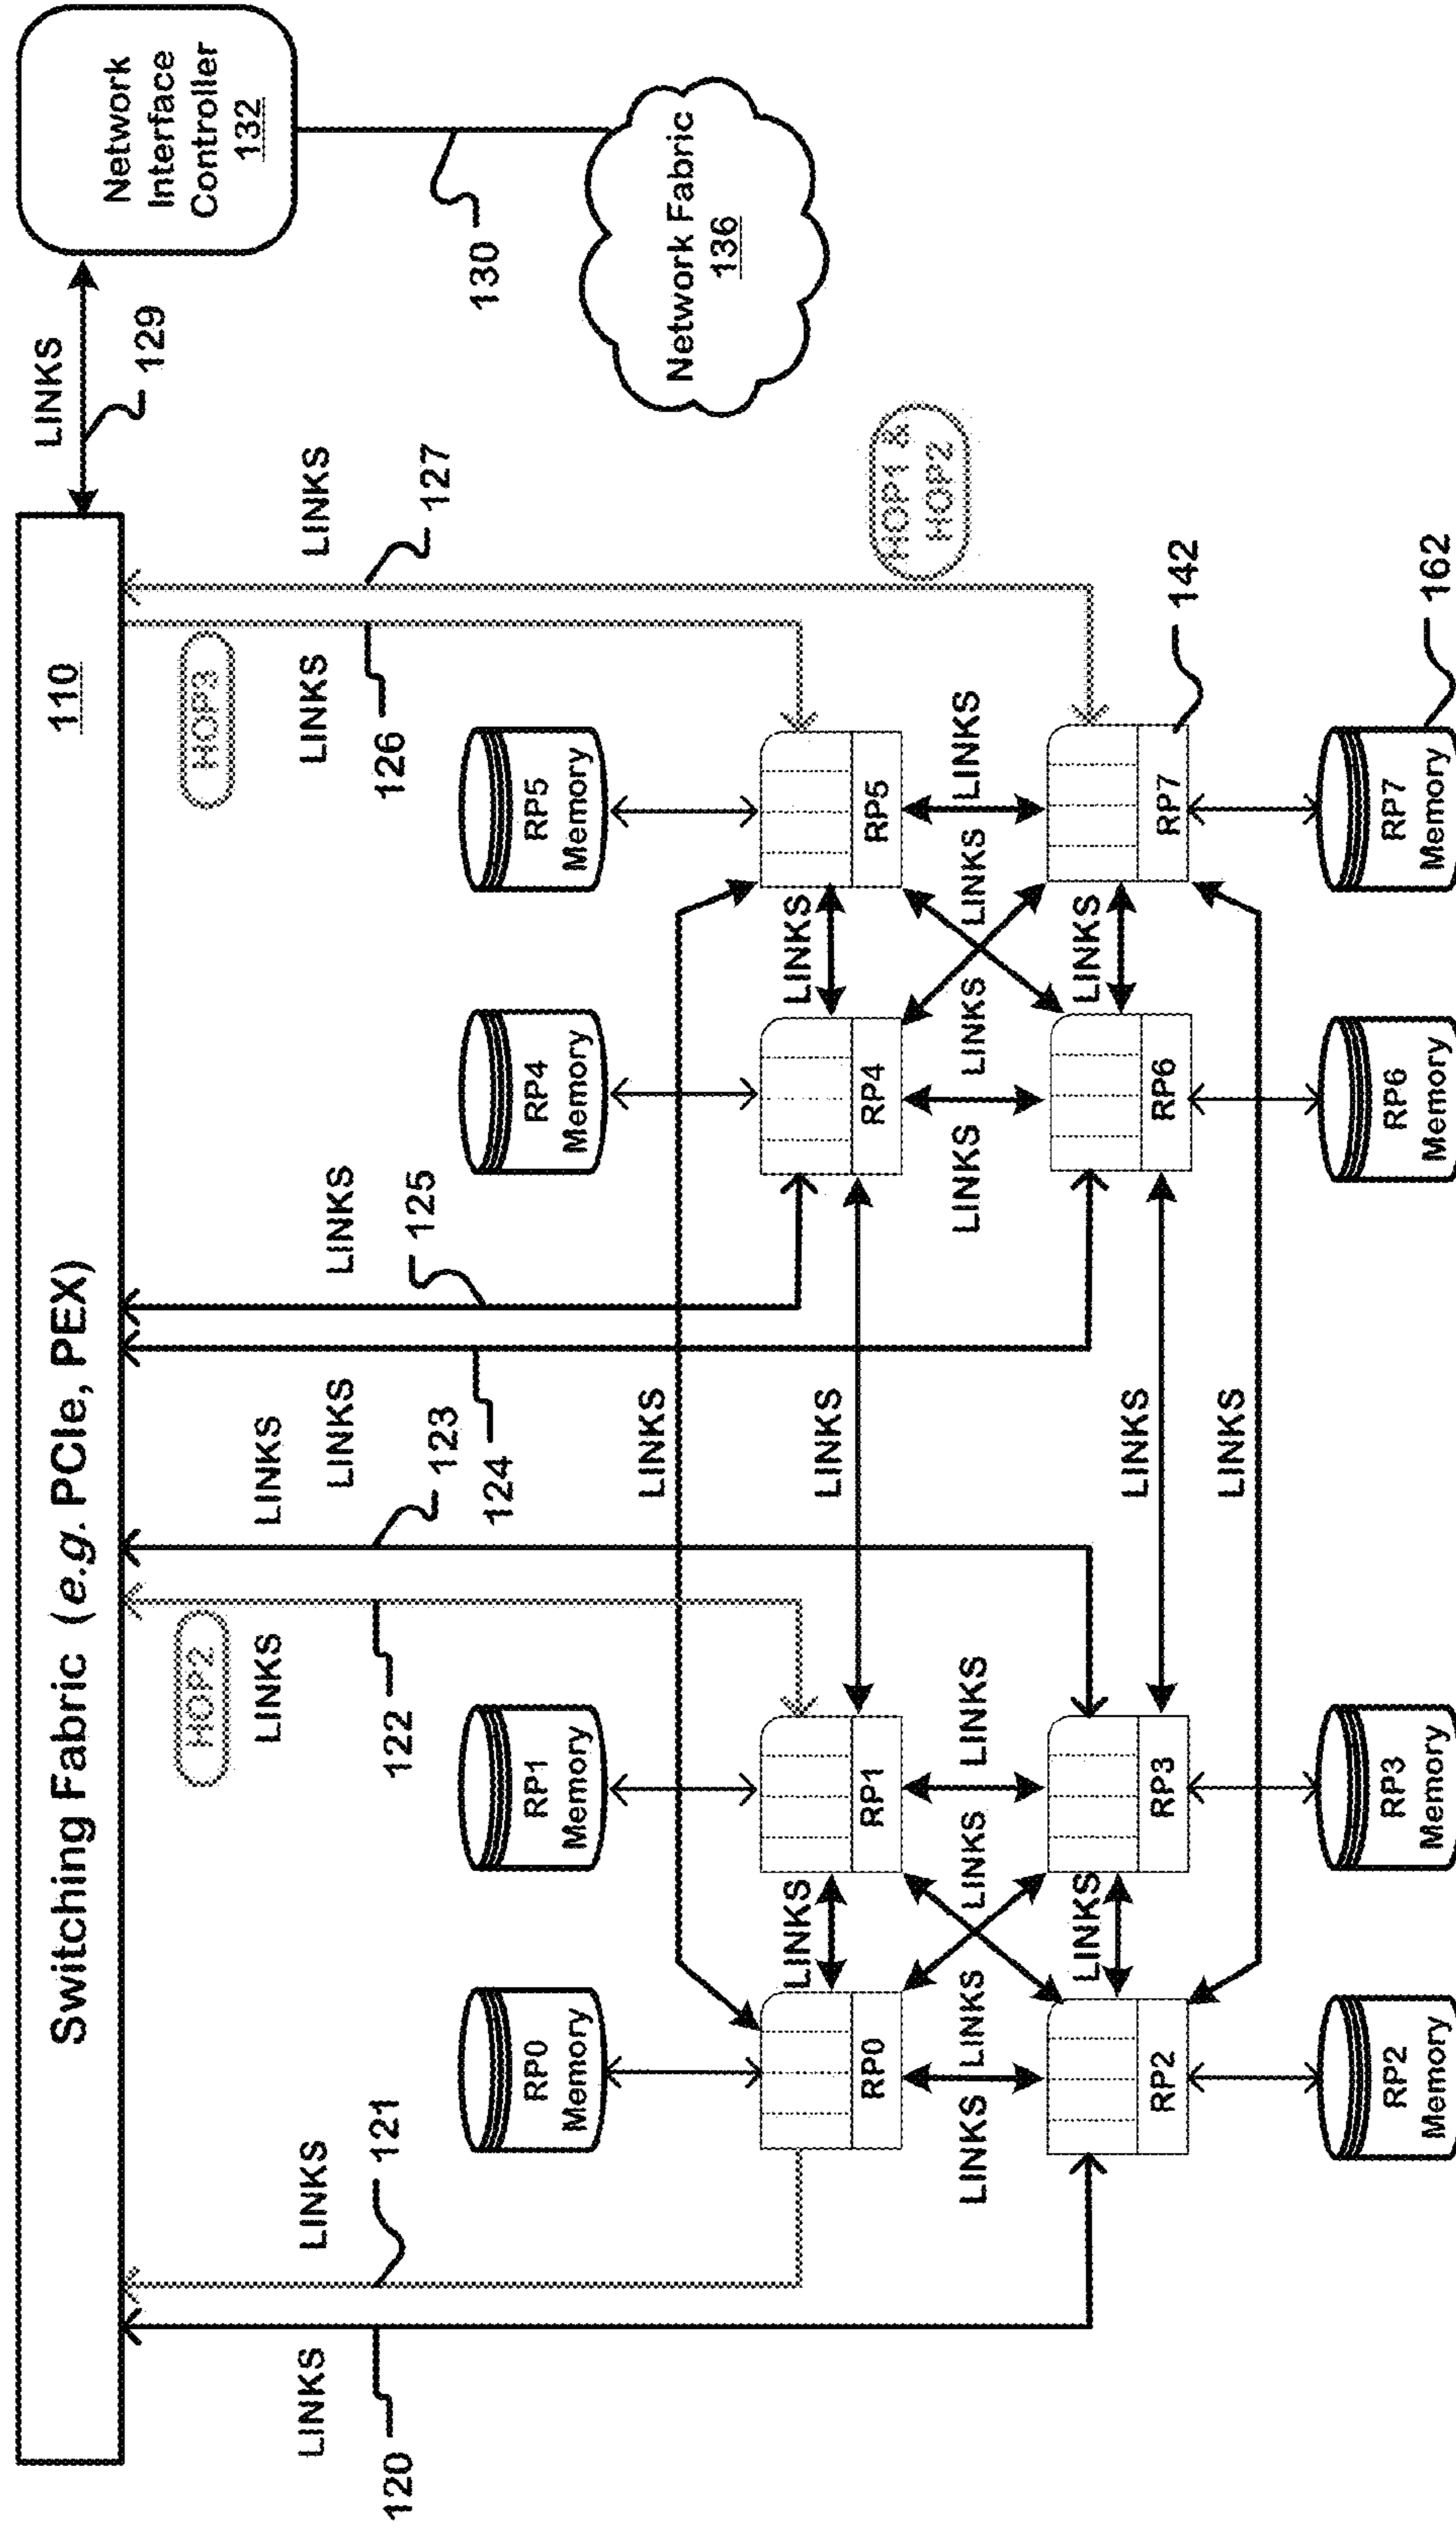 Switching Fabric (e.g. PCIe, PEX)
110
LINKS
129
Network
Interface
Controller
132
130
Network Fabric
136
HOP2
HOP3
LINKS
120
LINKS
121
LINKS
122
LINKS
123
LINKS
124
LINKS
125
LINKS
126
LINKS
127
HOP1 &
HOP2
RP0
Memory
RP1
Memory
RP4
Memory
RP5
Memory
LINKS
RP0
LINKS
RP1
LINKS
RP4
LINKS
RP5
LINKS
LINKS
LINKS
LINKS
LINKS
LINKS
LINKS
LINKS
RP2
LINKS
RP3
LINKS
RP6
LINKS
RP7
142
LINKS
RP2
Memory
RP3
Memory
RP6
Memory
RP7
Memory
162